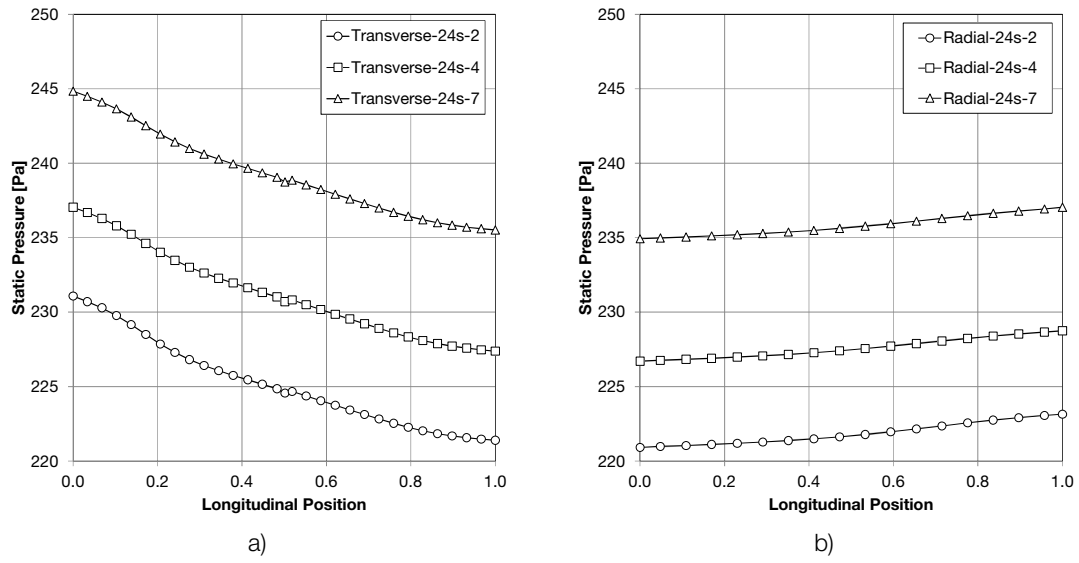 250
245
240
235
230
225
220
Static Pressure [Pa]
0.0 0.2 0.4 0.6 0.8 1.0
Longitudinal Position
Transverse-24s-2
Transverse-24s-4
Transverse-24s-7
a)
250
245
240
235
230
225
220
Static Pressure [Pa]
0.0 0.2 0.4 0.6 0.8 1.0
Longitudinal Position
Radial-24s-2
Radial-24s-4
Radial-24s-7
b)